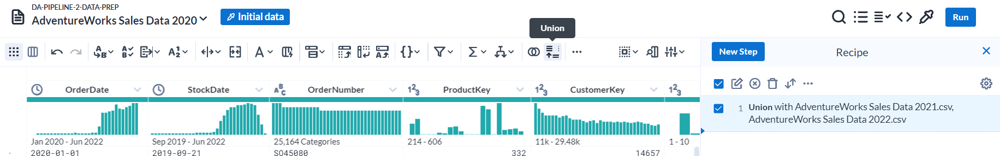 DA-PIPELINE-2-DATA-PREP
AdventureWorks Sales Data 2020
Initial data
Union
Run
New Step
Recipe
OrderDate
StockDate
OrderNumber
ProductKey
CustomerKey
1 Union with AdventureWorks Sales Data 2021.csv,
AdventureWorks Sales Data 2022.csv
Jan 2020 - Jun 2022
Sep 2019 - Jun 2022
25,164 Categories
214 - 606
11k - 29.48k
1 - 10
2020-01-01
2019-09-21
SO45080
332
14657